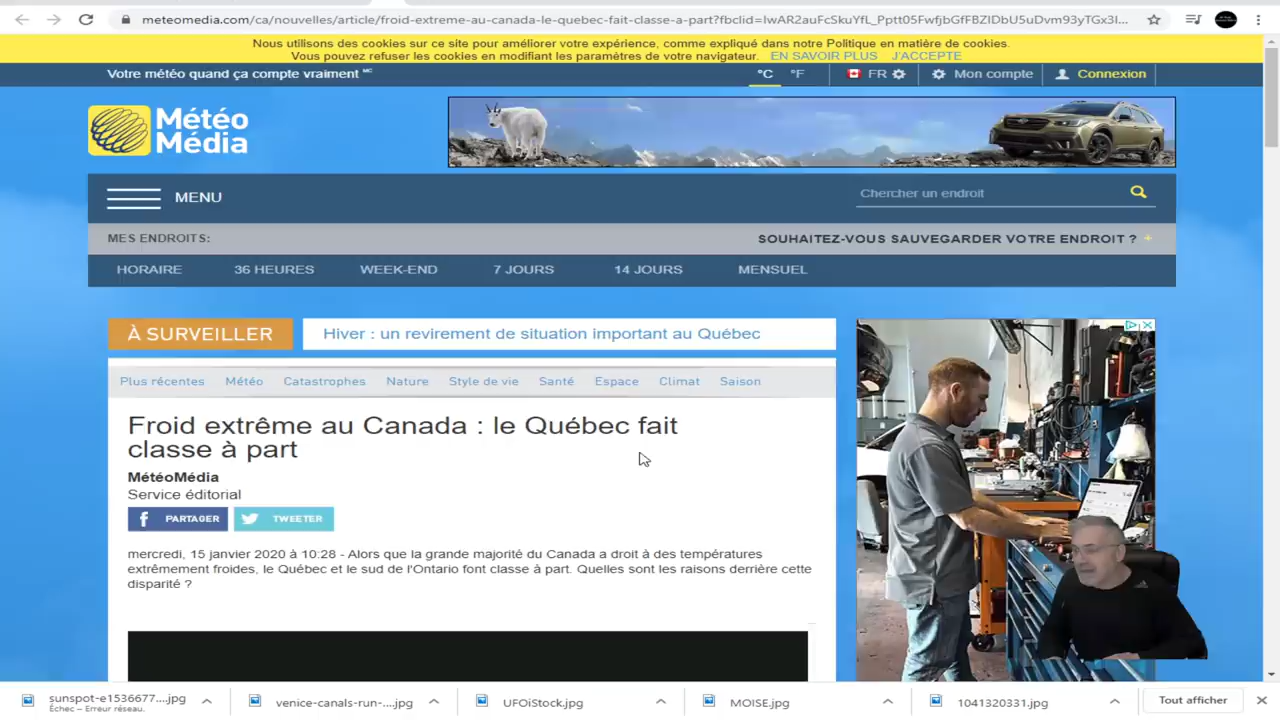 meteomedia.com/ca/nouvelles/article/froid-extreme-au-canada-le-quebec-fait-classe-a-part?fbclid=IwAR2auFcSkuYfL_Pptt05FwfjbGfFBZIDbU5uDvm93yTGx3l...
Nous utilisons des cookies sur ce site pour améliorer votre expérience, comme expliqué dans notre Politique en matière de cookies.
Vous pouvez refuser les cookies en modifiant les paramètres de votre navigateur. EN SAVOIR PLUS J'ACCEPTE
Votre météo quand ça compte vraiment MC
°C °F FR Mon compte Connexion
Météo
Média
MENU
Chercher un endroit
MES ENDROITS:
SOUHAITEZ-VOUS SAUVEGARDER VOTRE ENDROIT ? +
HORAIRE 36 HEURES WEEK-END 7 JOURS 14 JOURS MENSUEL
À SURVEILLER
Hiver : un revirement de situation important au Québec
Plus récentes Météo Catastrophes Nature Style de vie Santé Espace Climat Saison
Froid extrême au Canada : le Québec fait
classe à part
MétéoMédia
Service éditorial
PARTAGER TWEETER
mercredi, 15 janvier 2020 à 10:28 - Alors que la grande majorité du Canada a droit à des températures
extrêmement froides, le Québec et le sud de l'Ontario font classe à part. Quelles sont les raisons derrière cette
disparité ?
sunspot-e1536677....jpg
Échec – Erreur réseau.
venice-canals-run-....jpg
UFOiStock.jpg
MOISE.jpg
1041320331.jpg
Tout afficher